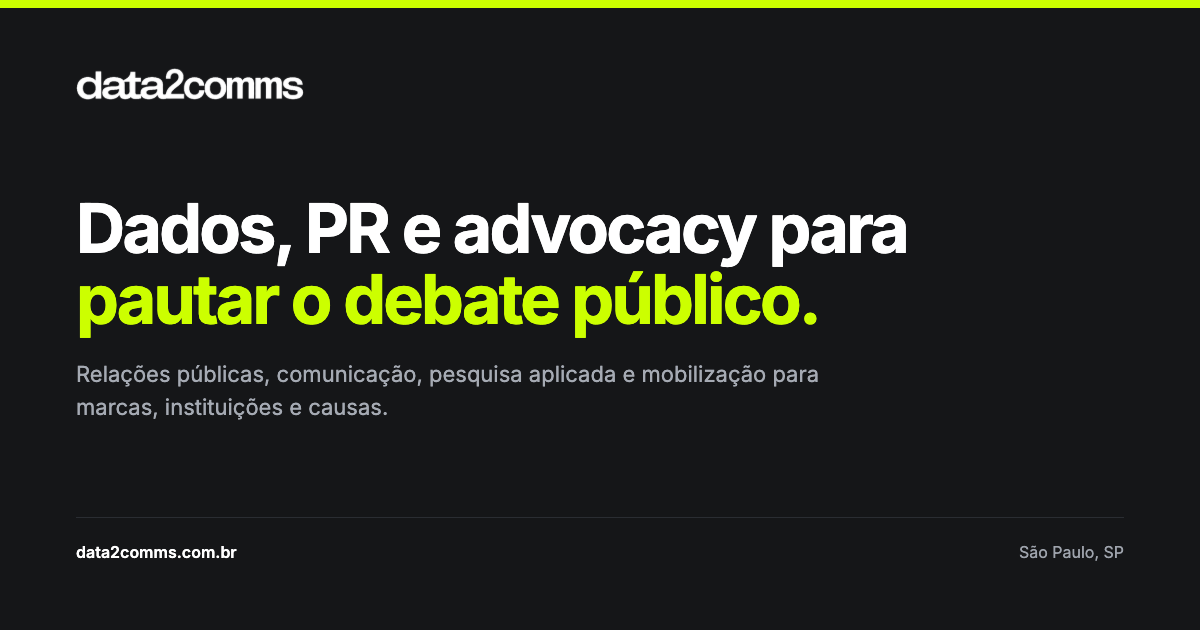 data2comms
Dados, PR e advocacy para
pautar o debate público.
Relações públicas, comunicação, pesquisa aplicada e mobilização para
marcas, instituições e causas.
data2comms.com.br
São Paulo, SP